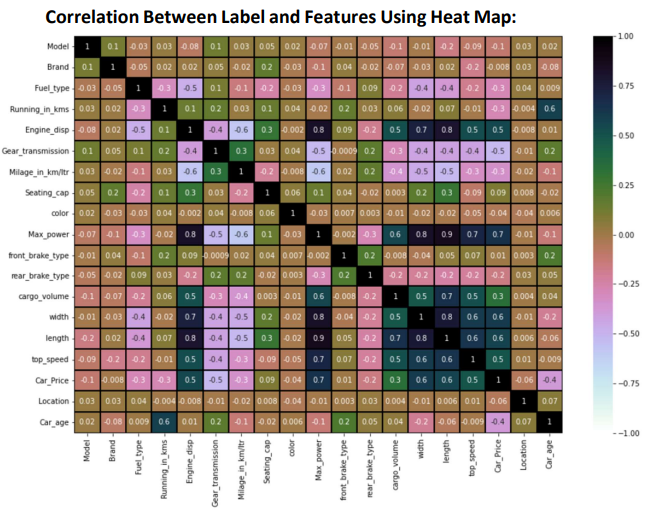 Correlation Between Label and Features Using Heat Map:
Model 1 0.1 -0.03 0.03 -0.08 0.1 0.03 0.05 0.02 -0.07 -0.01 -0.05 -0.1 -0.01 -0.2 -0.09 -0.1 0.03 0.02
Brand 0.1 1 -0.05 0.02 0.02 0.05 -0.02 0.2 -0.03 -0.1 0.04 -0.02 -0.07 -0.03 0.02 -0.2 -0.008 0.03 -0.08
Fuel_type -0.03 -0.05 1 -0.3 -0.5 0.1 -0.1 -0.2 -0.03 -0.3 -0.1 0.09 -0.2 -0.4 -0.4 -0.2 -0.3 0.04 0.009
Running_in_kms 0.03 0.02 -0.3 1 0.1 0.2 0.03 0.1 0.04 -0.02 0.2 0.03 0.06 -0.02 0.07 -0.01 -0.3 -0.004 0.6
Engine_disp -0.08 0.02 -0.5 0.1 1 -0.4 -0.6 0.3 -0.002 0.8 0.09 -0.2 0.5 0.7 0.8 0.5 0.5 -0.008 0.01
Gear_transmission 0.1 0.05 0.1 0.2 -0.4 1 0.3 0.03 0.04 -0.5 -0.0009 0.2 -0.3 -0.4 -0.4 -0.4 -0.5 -0.01 0.2
Milage_in_km/ltr 0.03 -0.02 -0.1 0.03 -0.6 0.3 1 -0.2 -0.008 -0.6 0.02 0.2 -0.4 -0.5 -0.5 -0.3 -0.3 -0.02 -0.1
Seating_cap 0.05 0.2 -0.2 0.1 0.3 0.03 -0.2 1 0.06 0.1 0.04 -0.02 0.003 0.2 0.3 -0.09 0.09 0.008 -0.02
color 0.02 -0.03 -0.03 0.04 -0.002 0.04 -0.008 0.06 1 -0.03 0.007 0.003 -0.01 -0.02 -0.02 -0.05 -0.04 -0.04 0.006
Max_power -0.07 -0.1 -0.3 -0.02 0.8 -0.5 -0.6 0.1 -0.03 1 -0.002 -0.3 0.6 0.8 0.9 0.7 0.7 -0.01 -0.1
front_brake_type -0.01 0.04 -0.1 0.2 0.09 -0.0009 0.02 0.04 0.007 -0.002 1 0.2 -0.008 -0.04 0.05 0.07 0.01 0.003 0.2
rear_brake_type -0.05 -0.02 0.09 0.03 -0.2 0.2 0.2 -0.02 0.003 -0.3 0.2 1 -0.2 -0.2 -0.2 -0.2 -0.2 0.03 0.05
cargo_volume -0.1 -0.07 -0.2 0.06 0.5 -0.3 -0.4 0.003 -0.01 0.6 -0.008 -0.2 1 0.5 0.7 0.5 0.3 0.004 0.04
width -0.01 -0.03 -0.4 -0.02 0.7 -0.4 -0.5 0.2 -0.02 0.8 -0.04 -0.2 0.5 1 0.8 0.6 0.6 -0.01 -0.2
length -0.2 0.02 -0.4 0.07 0.8 -0.4 -0.5 0.3 -0.02 0.9 0.05 -0.2 0.7 0.8 1 0.6 0.6 0.006 -0.06
top_speed -0.09 -0.2 -0.2 -0.01 0.5 -0.4 -0.3 -0.09 -0.05 0.7 0.07 -0.2 0.5 0.6 0.6 1 0.5 0.01 -0.009
Car_Price -0.1 -0.008 -0.3 -0.3 0.5 -0.5 -0.3 0.09 -0.04 0.7 0.01 -0.2 0.3 0.6 0.6 0.5 1 -0.06 -0.4
Location 0.03 0.03 0.04 -0.004 -0.008 -0.01 -0.02 0.008 -0.04 -0.01 0.003 0.03 0.004 -0.01 0.006 0.01 -0.06 1 0.07
Car_age 0.02 -0.08 0.009 0.6 0.01 0.2 -0.1 -0.02 0.006 -0.1 0.2 0.05 0.04 -0.2 -0.06 -0.009 -0.4 0.07 1
Model Brand Fuel_type Running_in_kms Engine_disp Gear_transmission Milage_in_km/ltr Seating_cap color Max_power front_brake_type rear_brake_type cargo_volume width length top_speed Car_Price Location Car_age
1.00
0.75
0.50
0.25
0.00
−0.25
−0.50
−0.75
−1.00